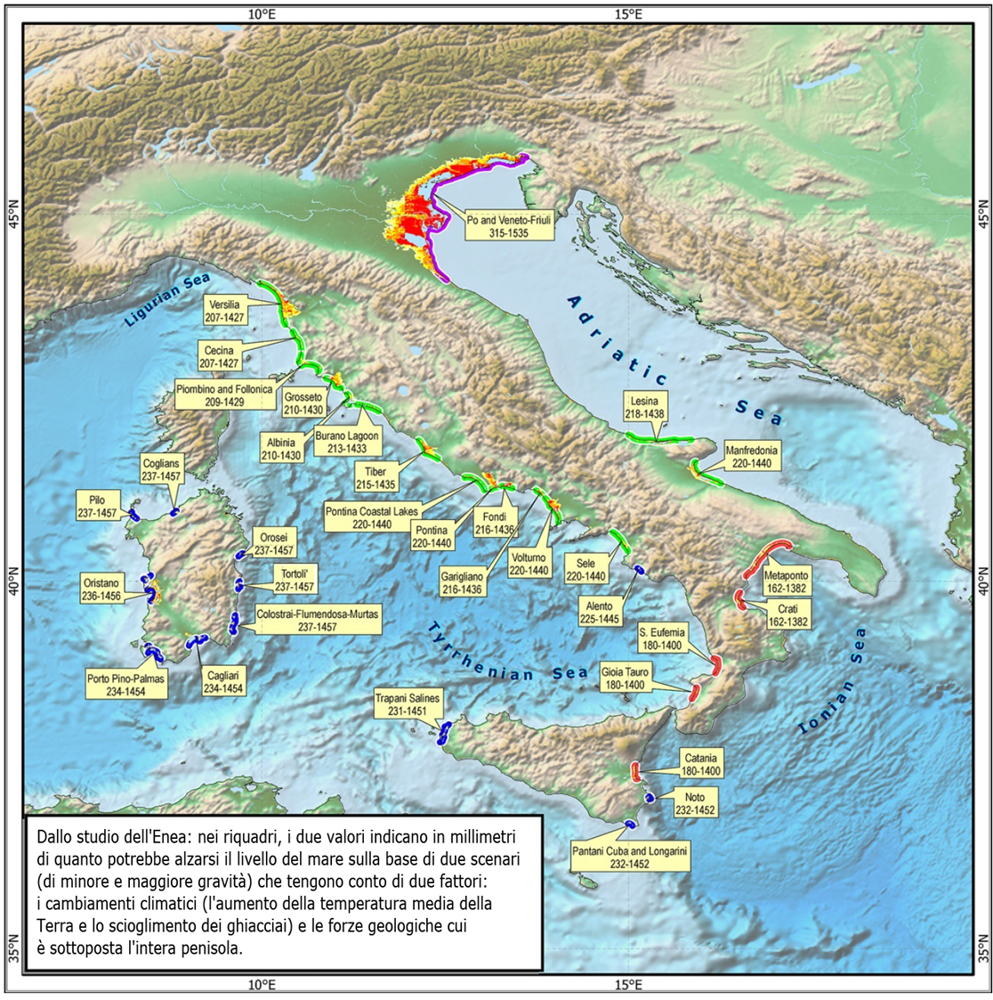 10°E
15°E
45°N
45°N
Po and Veneto-Friuli
315-1535
Ligurian Sea
Adriatic
Sea
Versilia
207-1427
Cecina
207-1427
Piombino and Follonica
209-1429
Grosseto
210-1430
Albinia
210-1430
Burano Lagoon
213-1433
Lesina
218-1438
Manfredonia
220-1440
Tiber
215-1435
Coglians
237-1457
Pilo
237-1457
Pontina Coastal Lakes
220-1440
Pontina
220-1440
Fondi
216-1436
Garigliano
216-1436
Volturno
220-1440
Sele
220-1440
Alento
225-1445
Orosei
237-1457
Tortoli'
237-1457
Oristano
236-1456
Colostrai-Flumendosa-Murtas
237-1457
Porto Pino-Palmas
234-1454
Cagliari
234-1454
40°N
40°N
Metaponto
162-1382
Crati
162-1382
S. Eufemia
180-1400
Gioia Tauro
180-1400
Tyrrhenian Sea
Ionian Sea
Trapani Salines
231-1451
Catania
180-1400
Noto
232-1452
Pantani Cuba and Longarini
232-1452
Dallo studio dell'Enea: nei riquadri, i due valori indicano in millimetri
di quanto potrebbe alzarsi il livello del mare sulla base di due scenari
(di minore e maggiore gravità) che tengono conto di due fattori:
i cambiamenti climatici (l'aumento della temperatura media della
Terra e lo scioglimento dei ghiacciai) e le forze geologiche cui
è sottoposta l'intera penisola.
35°N
35°N
10°E
15°E